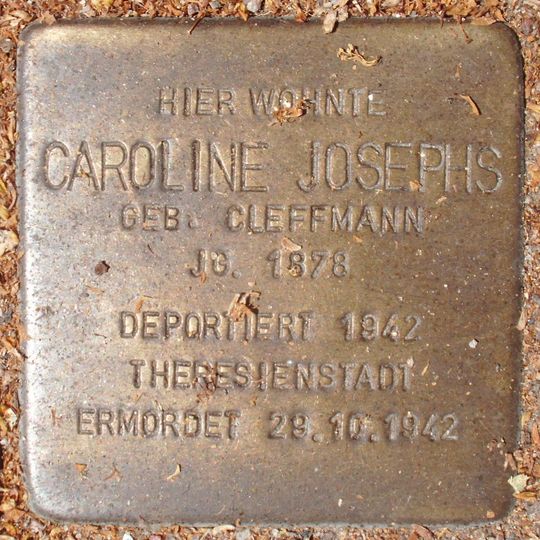 HIER WOHNTE
CAROLINE JOSEPHS
GEB. CLEFFMANN
JG. 1878
DEPORTIERT 1942
THERESIENSTADT
ERMORDET 29.10.1942